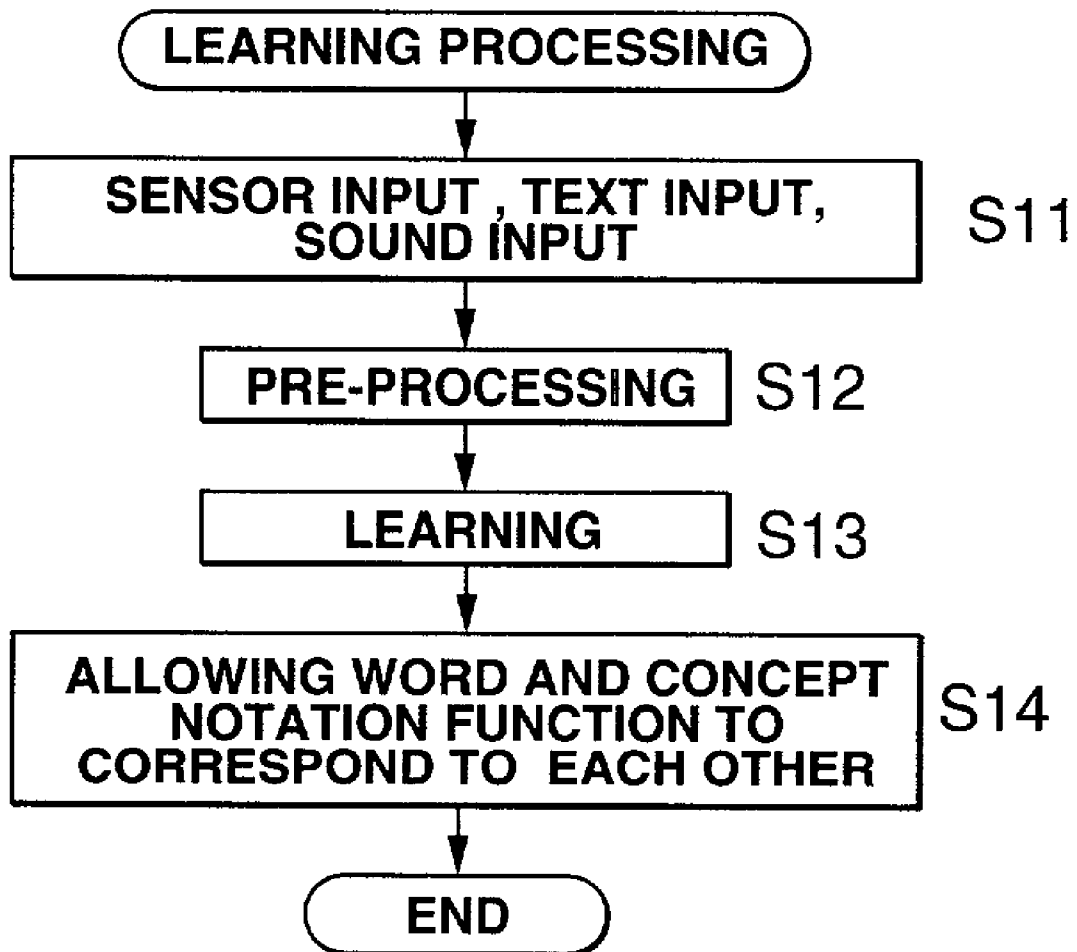 LEARNING PROCESSING
SENSOR INPUT , TEXT INPUT,
SOUND INPUT
S11
PRE-PROCESSING
S12
LEARNING
S13
ALLOWING WORD AND CONCEPT
NOTATION FUNCTION TO
CORRESPOND TO EACH OTHER
S14
END